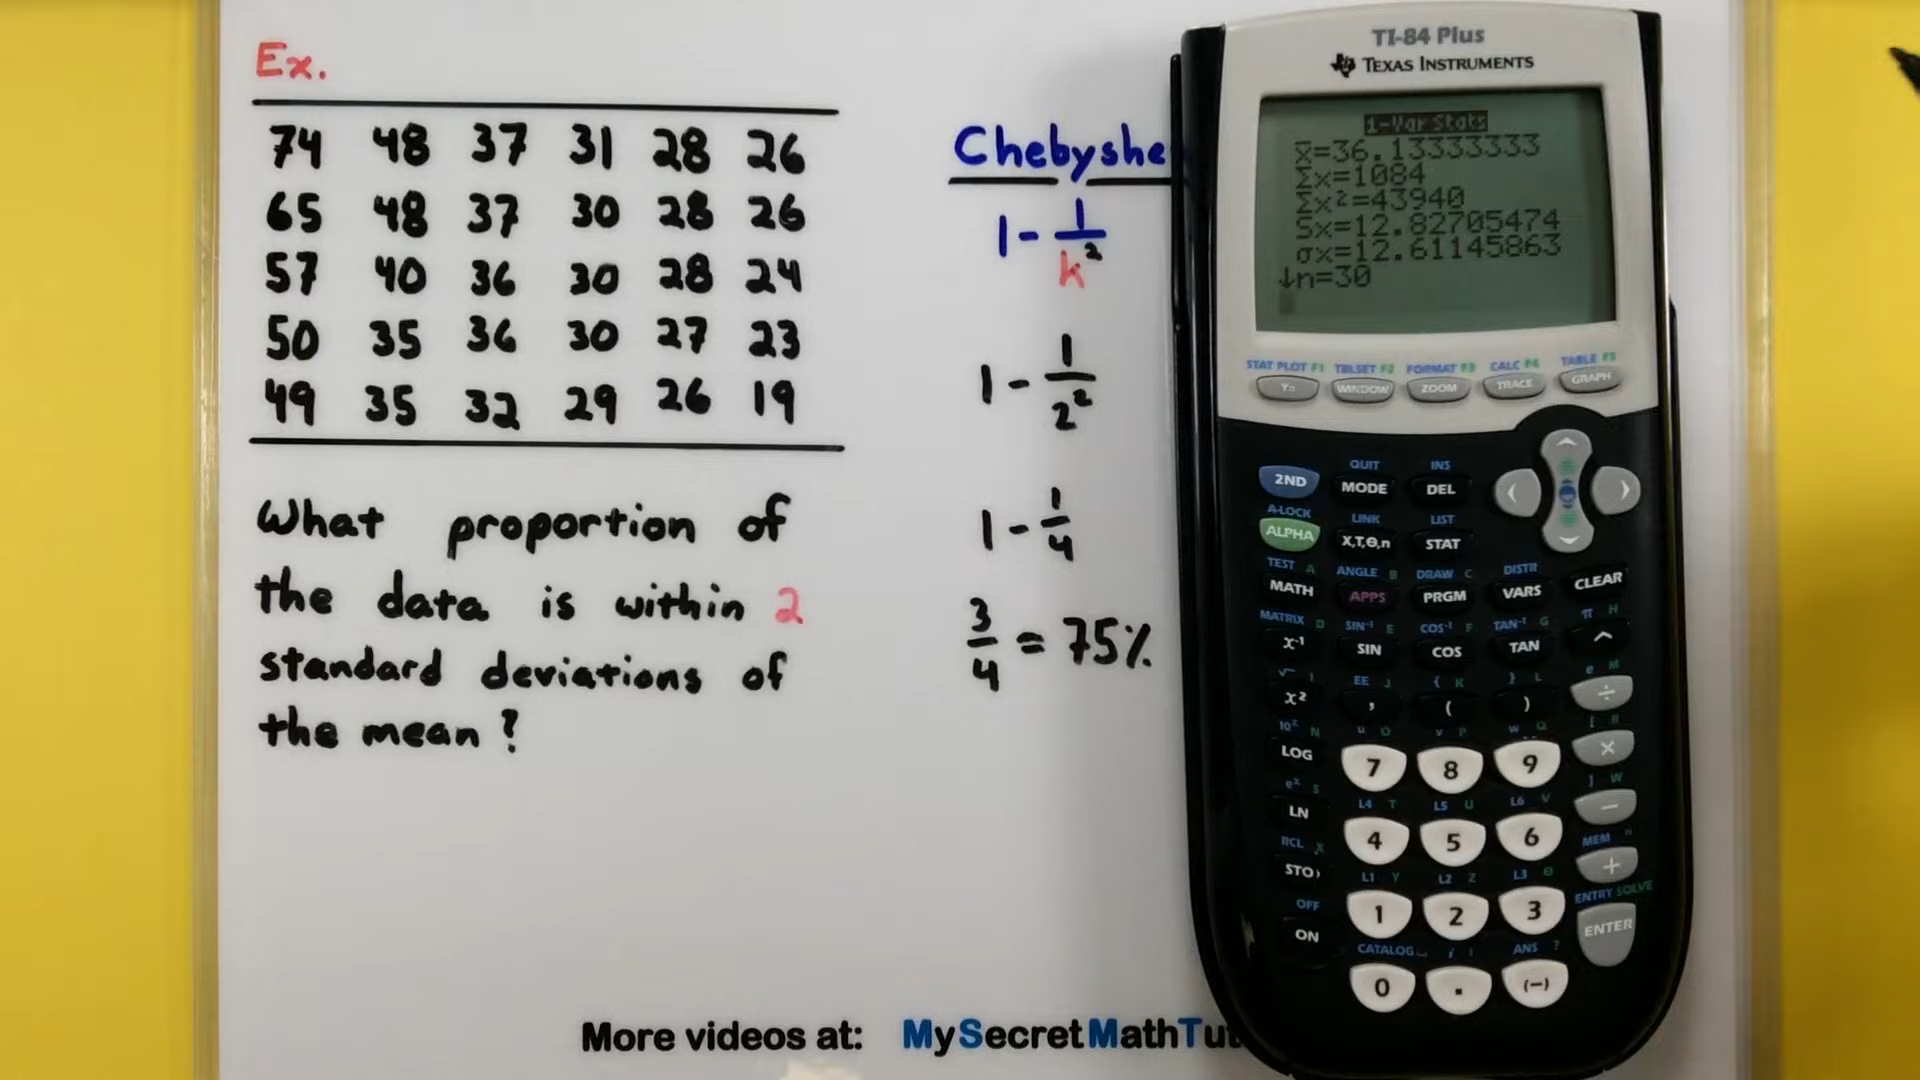 Ex.
74 48 37 31 28 26
65 48 37 30 28 26
57 40 36 30 28 24
50 35 36 30 27 23
49 35 32 29 26 19
What proportion of
the data is within 2
standard deviations of
the mean?
Chebyshe
1 - 1/k²
1 - 1/2²
1 - 1/4
3/4 = 75%
More videos at: MySecretMathTut
TI-84 Plus
TEXAS INSTRUMENTS
1-Var Stats
x̄=36.13333333
Σx=1084
Σx²=43940
Sx=12.82705474
σx=12.61145863
↓n=30
STAT PLOT F1 TBLSET F2 FORMAT F3 CALC F4 TABLE F5
Y= WINDOW ZOOM TRACE GRAPH
QUIT INS
2ND MODE DEL
A-LOCK LINK LIST
ALPHA X,T,Θ,n STAT
TEST A ANGLE B DRAW C DISTR
MATH APPS PRGM VARS CLEAR
MATRIX D SIN⁻¹ E COS⁻¹ F TAN⁻¹ G π H
x⁻¹ SIN COS TAN ^
√ I EE J { K } L e M
x² , ( ) ÷
10ˣ N u O v P w Q [ R
LOG 7 8 9 ×
eˣ S L4 T L5 U L6 V ] W
LN 4 5 6 −
RCL X L1 Y L2 Z L3 θ MEM "
STO› 1 2 3 +
OFF CATALOG ⎵ i : ANS ? ENTRY SOLVE
ON 0 . (−) ENTER